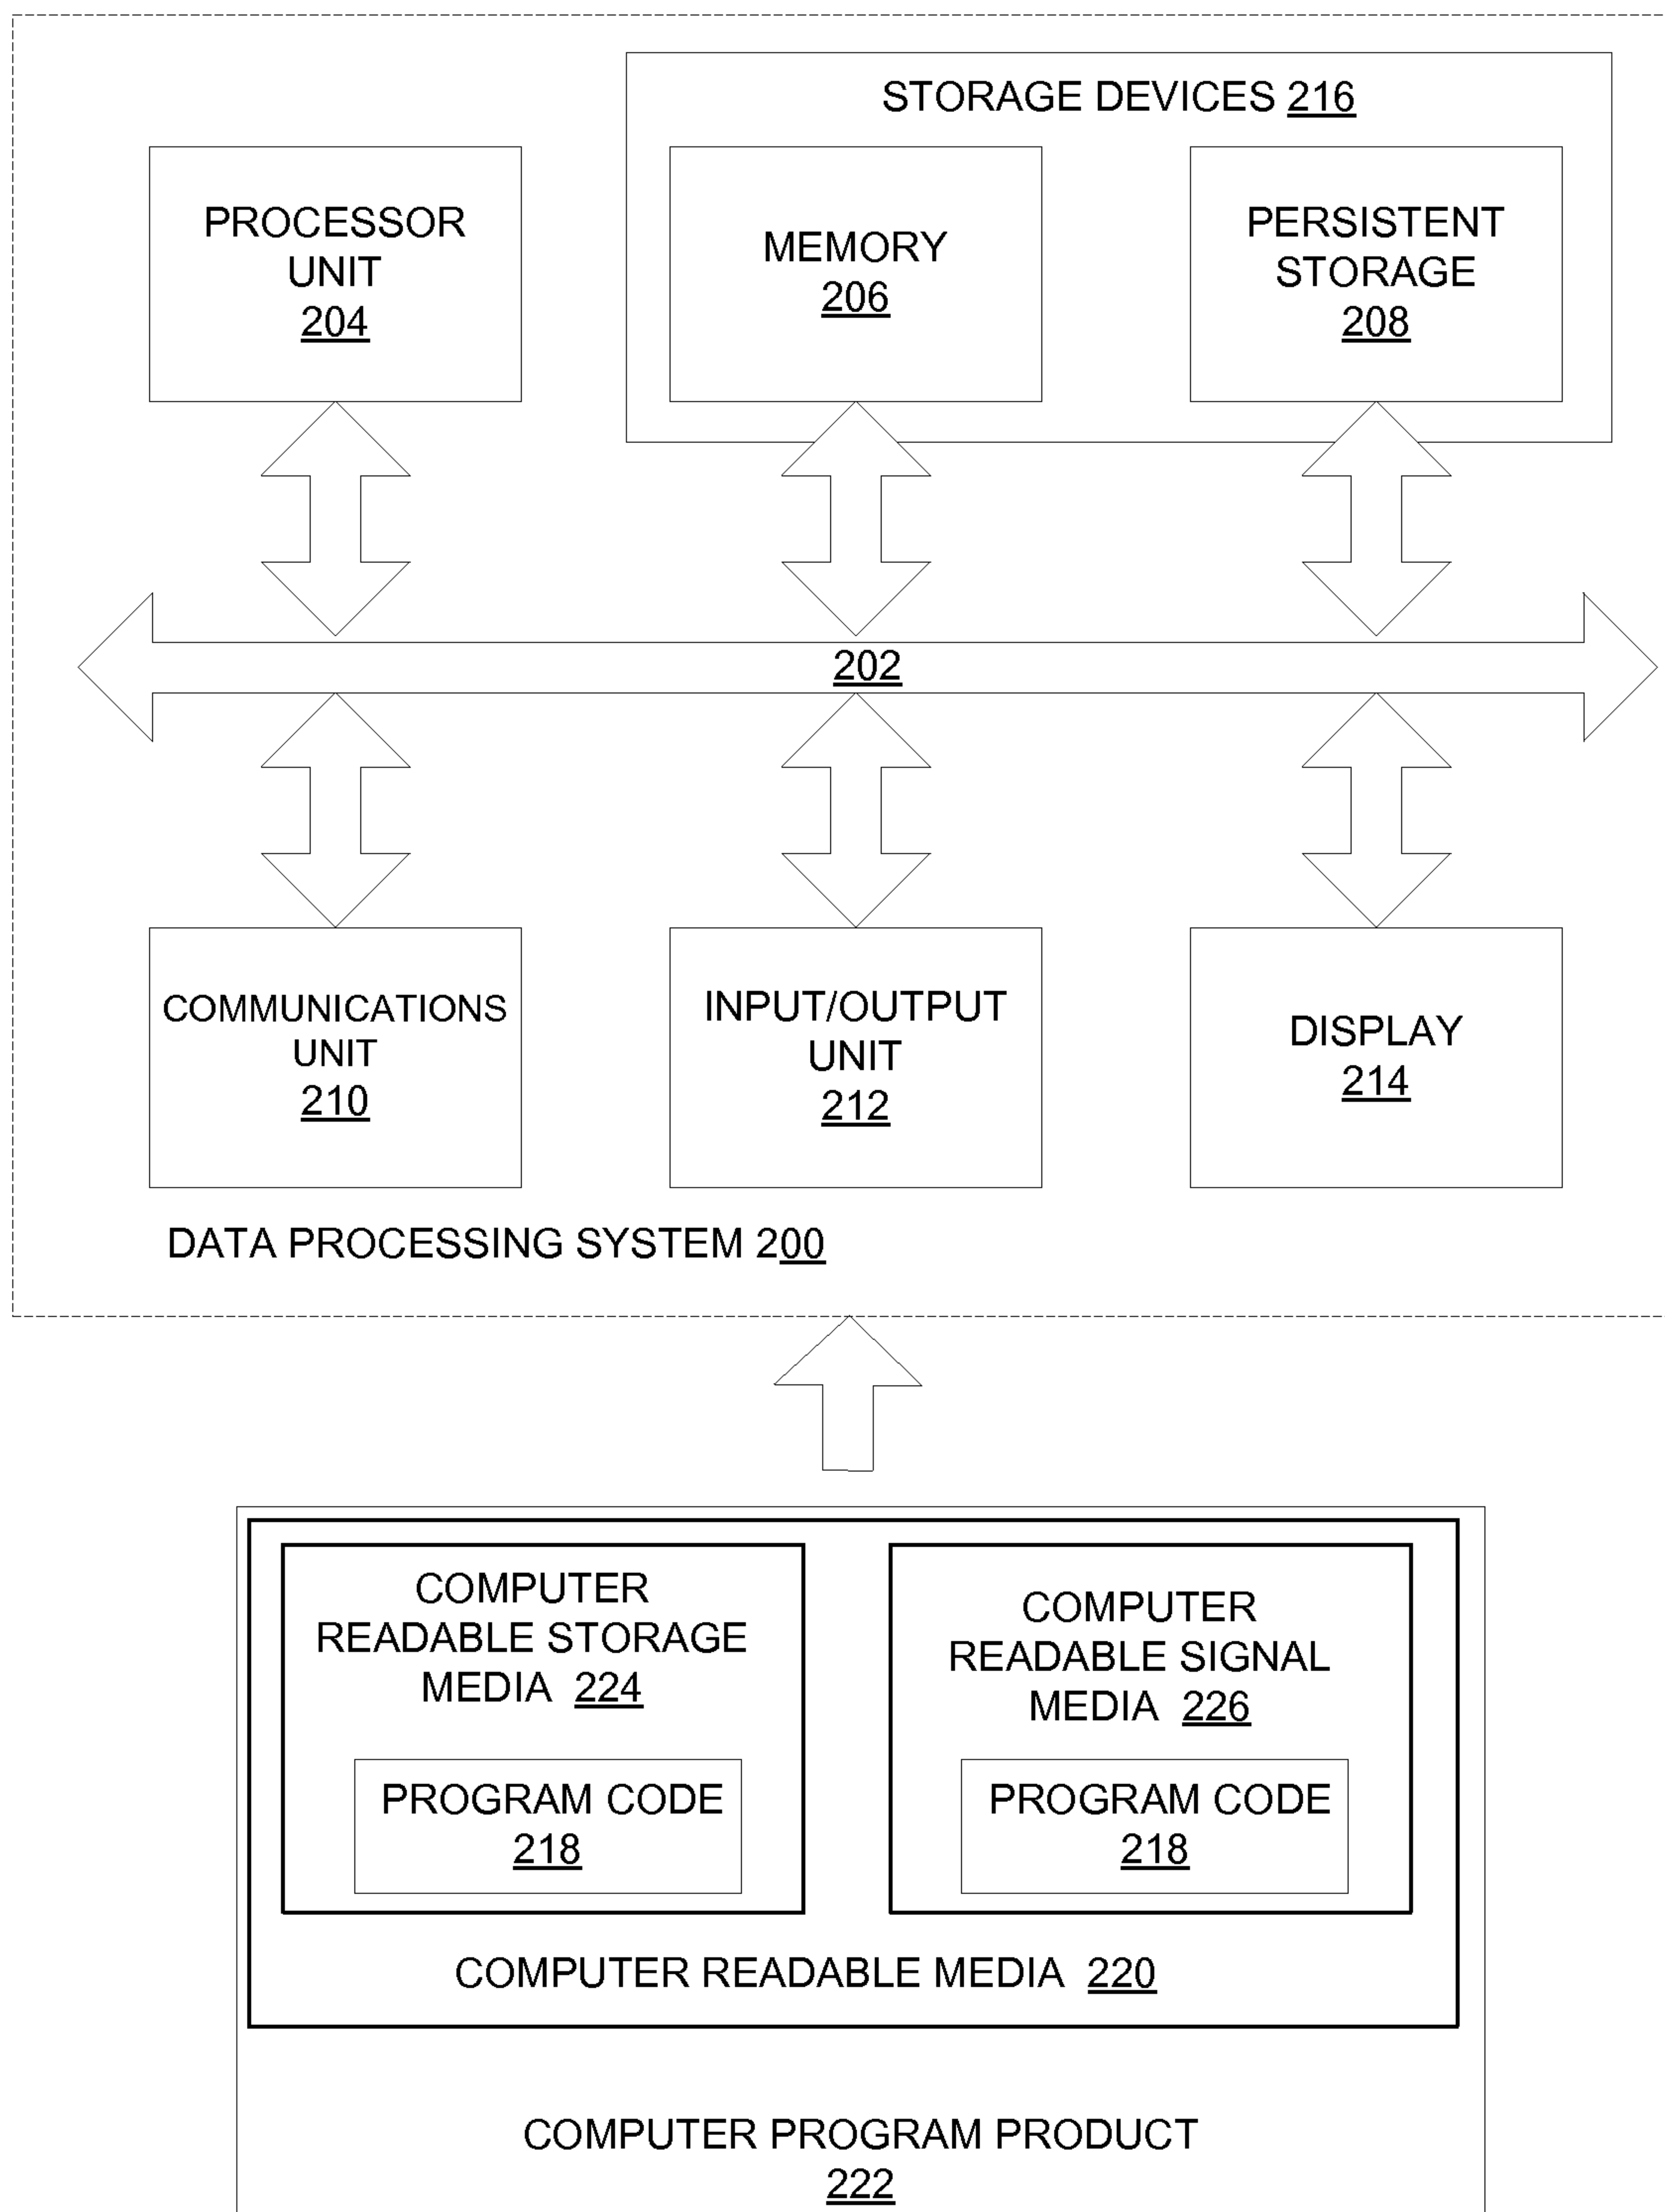 STORAGE DEVICES 216
PROCESSOR
UNIT
204
MEMORY
206
PERSISTENT
STORAGE
208
202
COMMUNICATIONS
UNIT
210
INPUT/OUTPUT
UNIT
212
DISPLAY
214
DATA PROCESSING SYSTEM 200
COMPUTER
READABLE STORAGE
MEDIA 224
PROGRAM CODE
218
COMPUTER
READABLE SIGNAL
MEDIA 226
PROGRAM CODE
218
COMPUTER READABLE MEDIA 220
COMPUTER PROGRAM PRODUCT
222